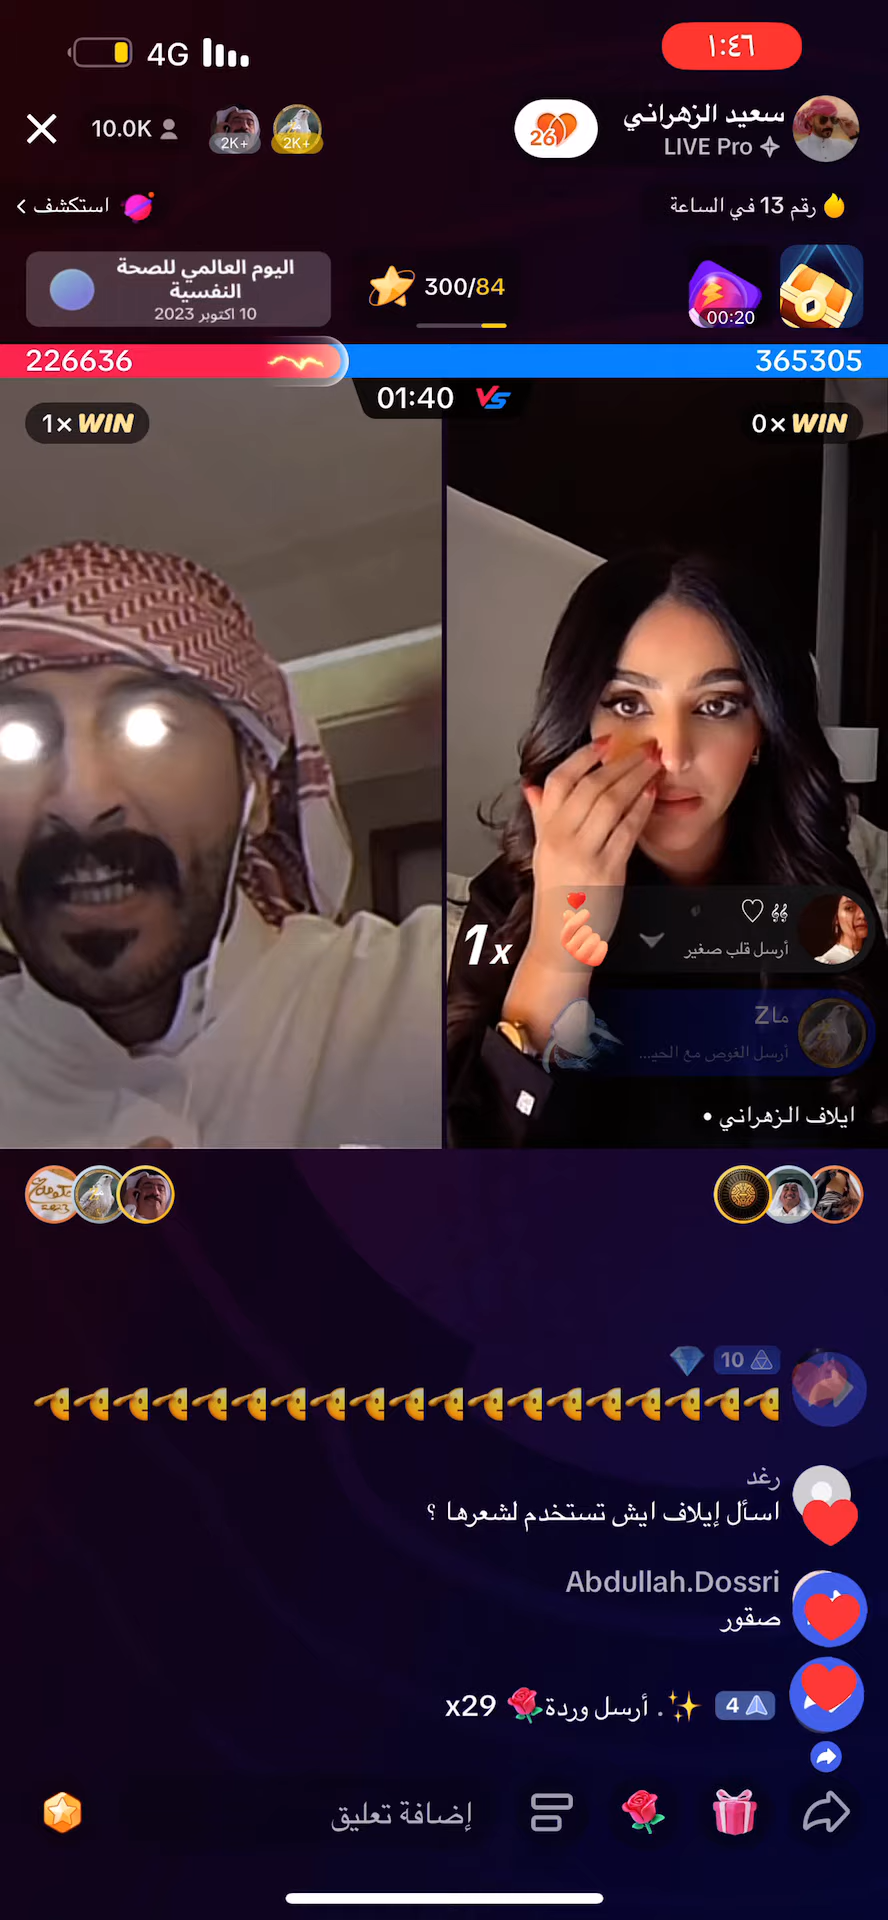 ١:٤٦
4G
سعيد الزهراني
LIVE Pro
26
2K+
2K+
10.0K
رقم 13 في الساعة
استكشف
00:20
300/84
اليوم العالمي للصحة
النفسية
10 اكتوبر 2023
226636
365305
01:40
VS
1× WIN
0× WIN
أرسل قلب صغير
1x
ماZ
أرسل الغوص مع الحيـ...
ايلاف الزهراني •
10
رغد
اسأل إيلاف ايش تستخدم لشعرها ؟
Abdullah.Dossri
صقور
4 ✨. أرسل وردة🌹 x29
إضافة تعليق